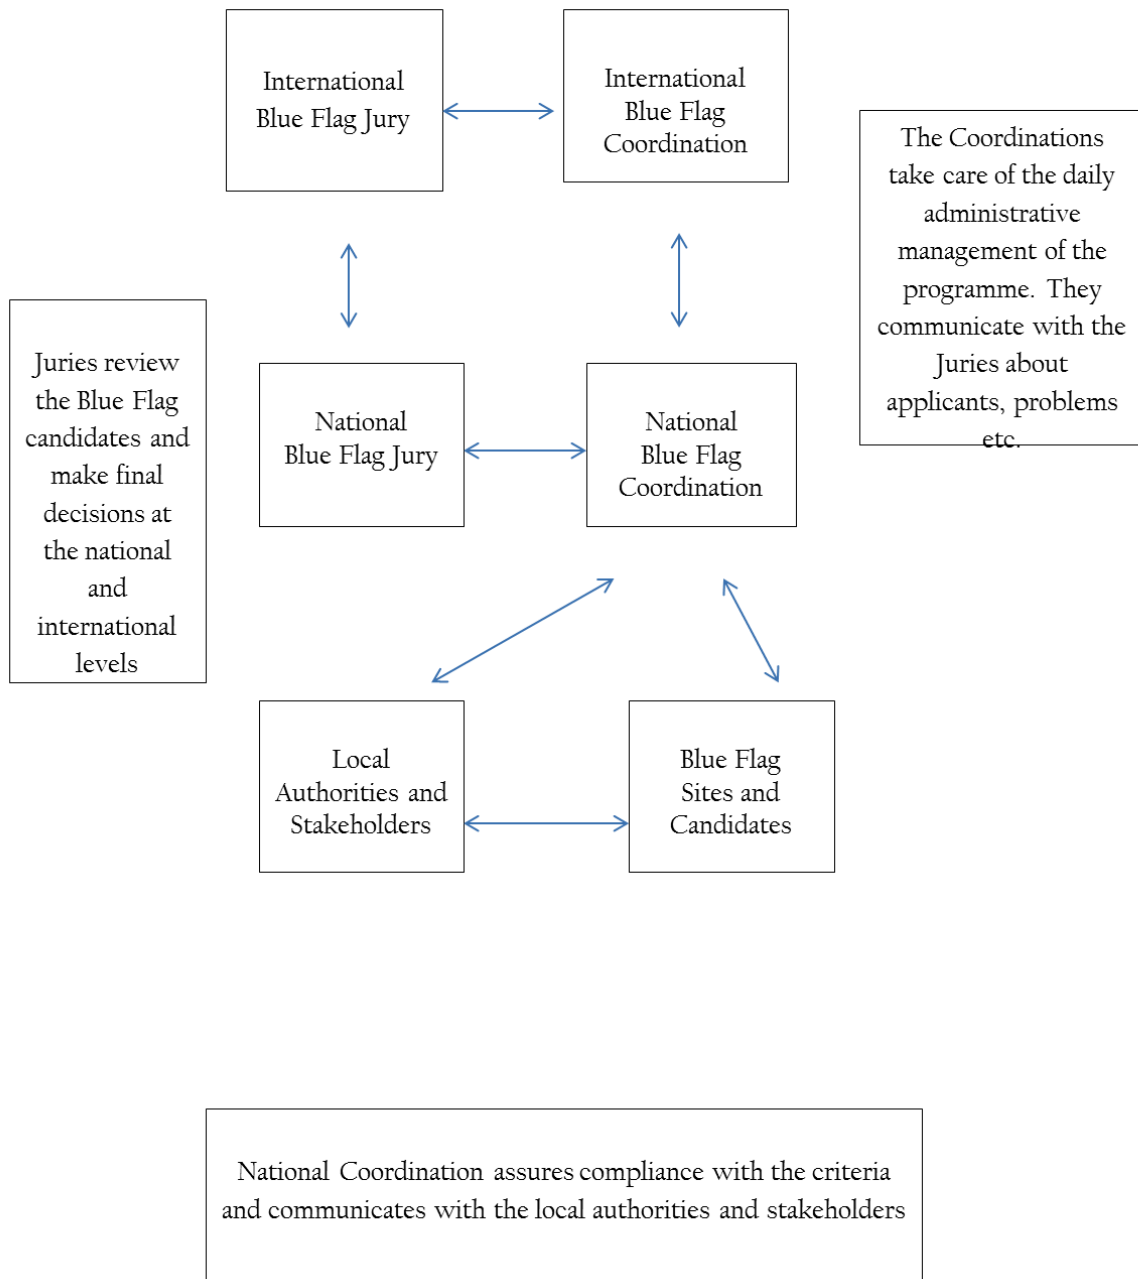 International
Blue Flag Jury
International
Blue Flag
Coordination
The Coordinations
take care of the daily
administrative
management of the
programme. They
communicate with the
Juries about
applicants, problems
etc.
Juries review
the Blue Flag
candidates and
make final
decisions at
the national
and
international
levels
National
Blue Flag Jury
National
Blue Flag
Coordination
Local
Authorities and
Stakeholders
Blue Flag
Sites and
Candidates
National Coordination assures compliance with the criteria
and communicates with the local authorities and stakeholders